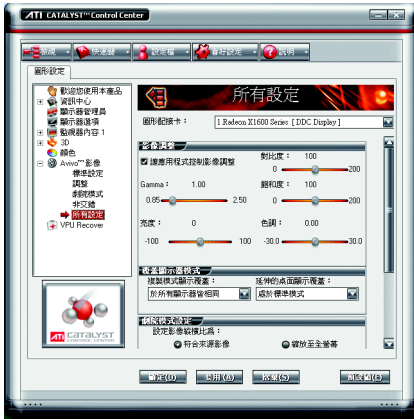 ATI CATALYST™ Control Center
檢視
快速鍵
設定檔
喜好設定
說明
圖形設定
歡迎您使用本產品
資訊中心
顯示器管理員
顯示器選項
監視器內容 1
3D
顏色
Avivo™ 影像
標準設定
調整
劇院模式
非交錯
所有設定
VPU Recover
ATI CATALYST
CONTROL CENTER
所有設定
圖形配接卡：
1.Radeon X1600 Series [ DDC Display ]
影像調整
讓應用程式控制影像調整
對比度： 100
0 200
Gamma： 1.00
0.85 2.50
飽和度： 100
0 200
亮度： 0
-100 100
色調： 0.00
-30.0 30.0
覆蓋顯示器模式
複製模式顯示覆蓋：
於所有顯示器皆相同
延伸的桌面顯示覆蓋：
處於標準模式
劇院模式設定
設定影像縱橫比為：
符合來源影像
縮放至全螢幕
確定(O)
套用(A)